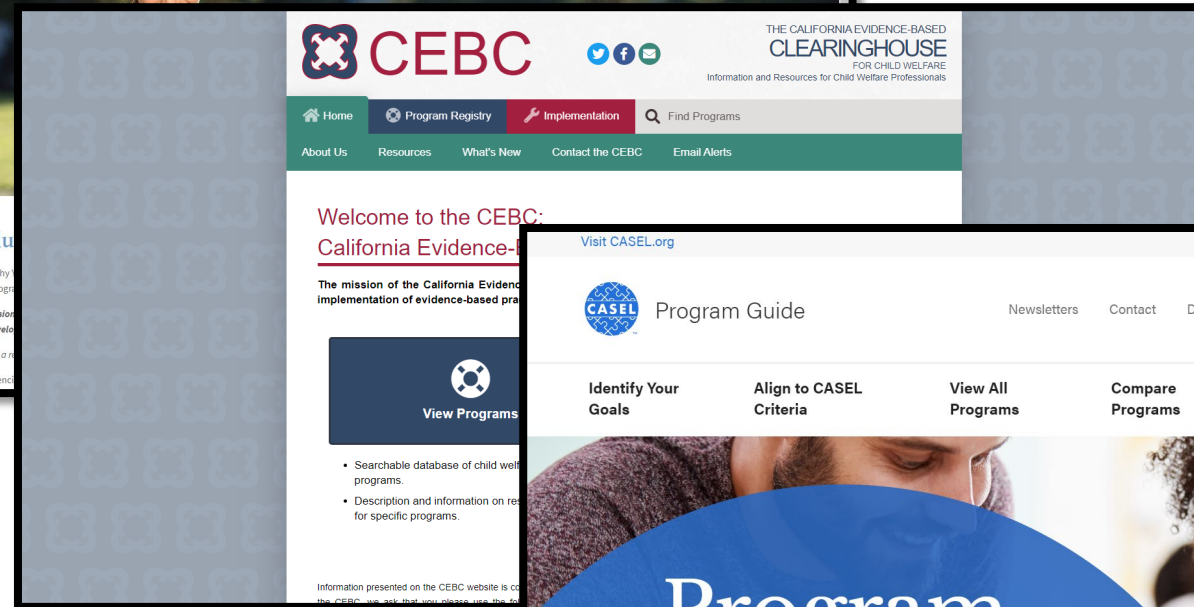 CEBC
THE CALIFORNIA EVIDENCE-BASED
CLEARINGHOUSE
FOR CHILD WELFARE
Information and Resources for Child Welfare Professionals
Home
Program Registry
Implementation
Find Programs
About Us
Resources
What's New
Contact the CEBC
Email Alerts
Welcome to the CEBC:
California Evidence-
The mission of the California Evidenc
implementation of evidence-based pra
View Programs
• Searchable database of child welf
programs.
• Description and information on res
for specific programs.
Information presented on the CEBC website is co
the CEBC, we ask that you please use the fol
Visit CASEL.org
CASEL
Program Guide
Newsletters
Contact
D
Identify Your
Goals
Align to CASEL
Criteria
View All
Programs
Compare
Programs
Program